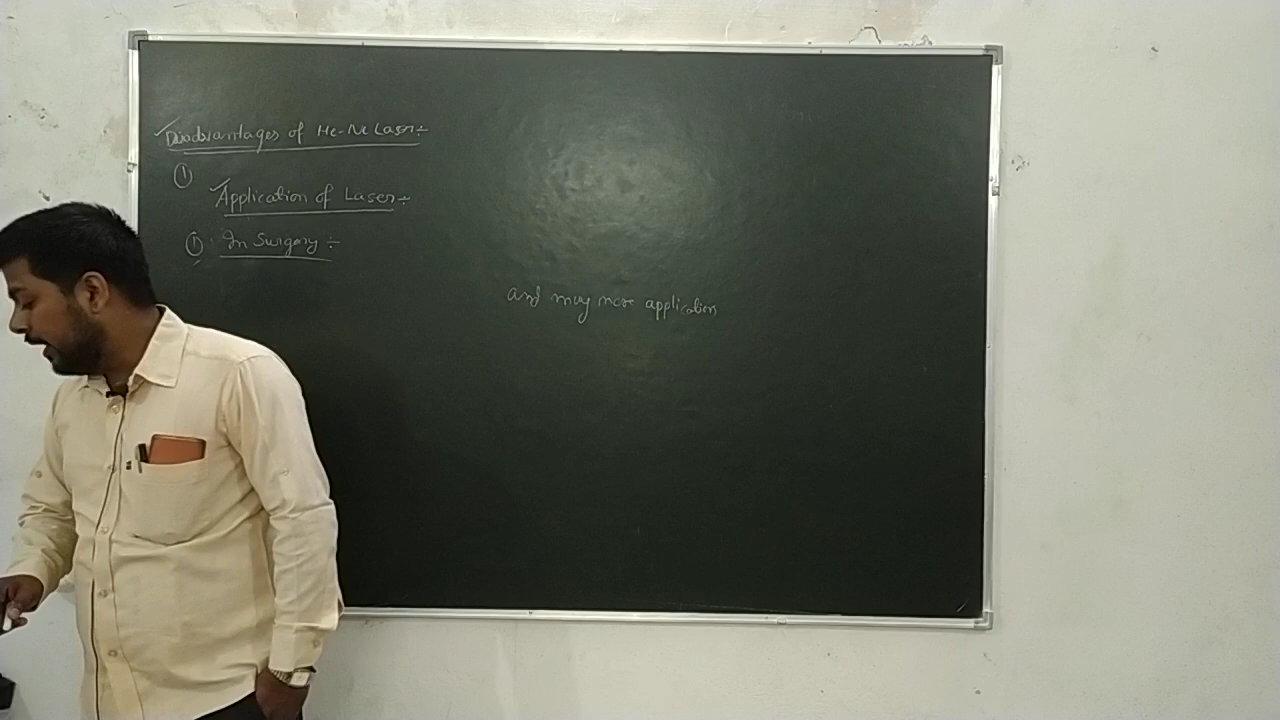 Disadvantages of He-Ne Laser÷
①
Application of Laser÷
① In Surgery ÷
and may more application